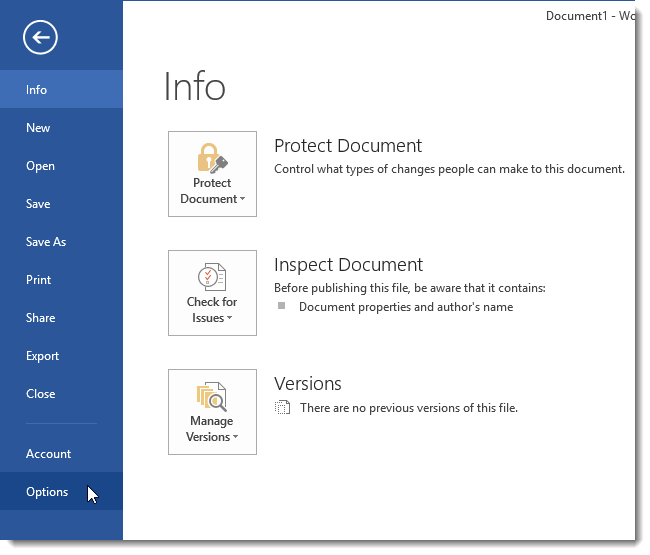 Document1 - Wo
Info
Info
New
Open
Save
Save As
Print
Share
Export
Close
Account
Options
Protect
Document
Protect Document
Control what types of changes people can make to this document.
Check for
Issues
Inspect Document
Before publishing this file, be aware that it contains:
Document properties and author's name
Manage
Versions
Versions
There are no previous versions of this file.